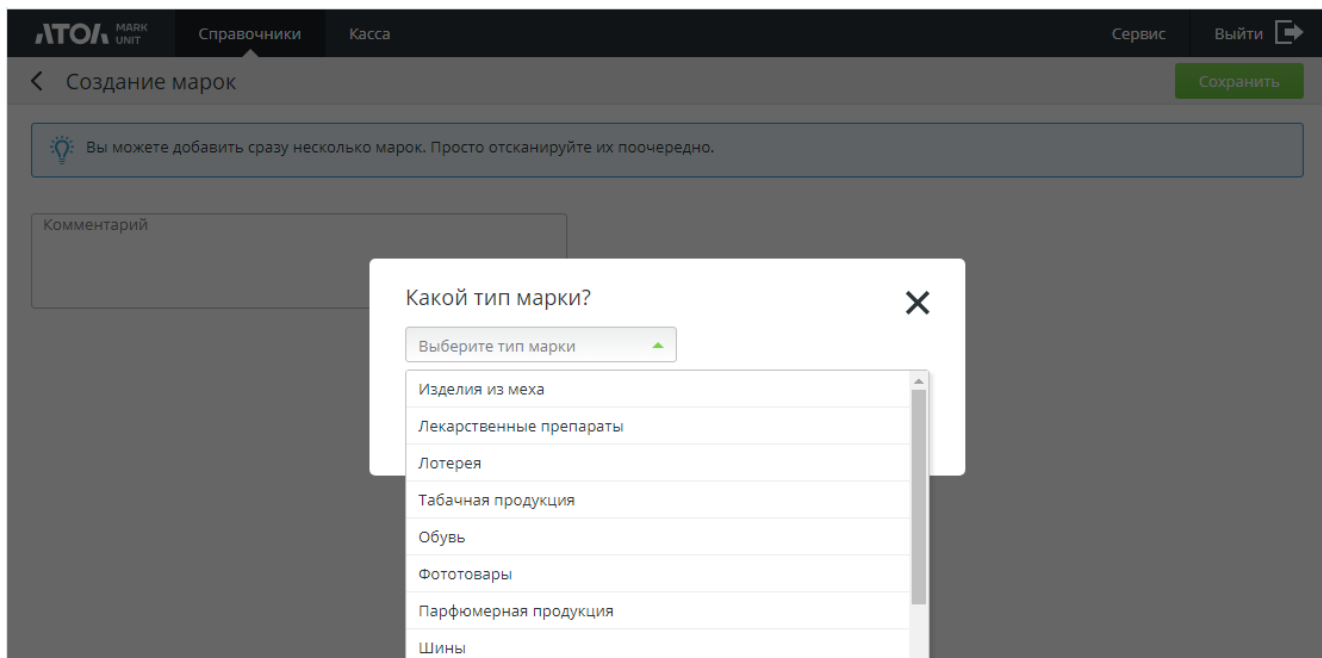 АТОЛ MARK UNIT Справочники Касса Сервис Выйти
Создание марок Сохранить
Вы можете добавить сразу несколько марок. Просто отсканируйте их поочередно.
Комментарий
Какой тип марки?
Выберите тип марки
Изделия из меха
Лекарственные препараты
Лотерея
Табачная продукция
Обувь
Фототовары
Парфюмерная продукция
Шины